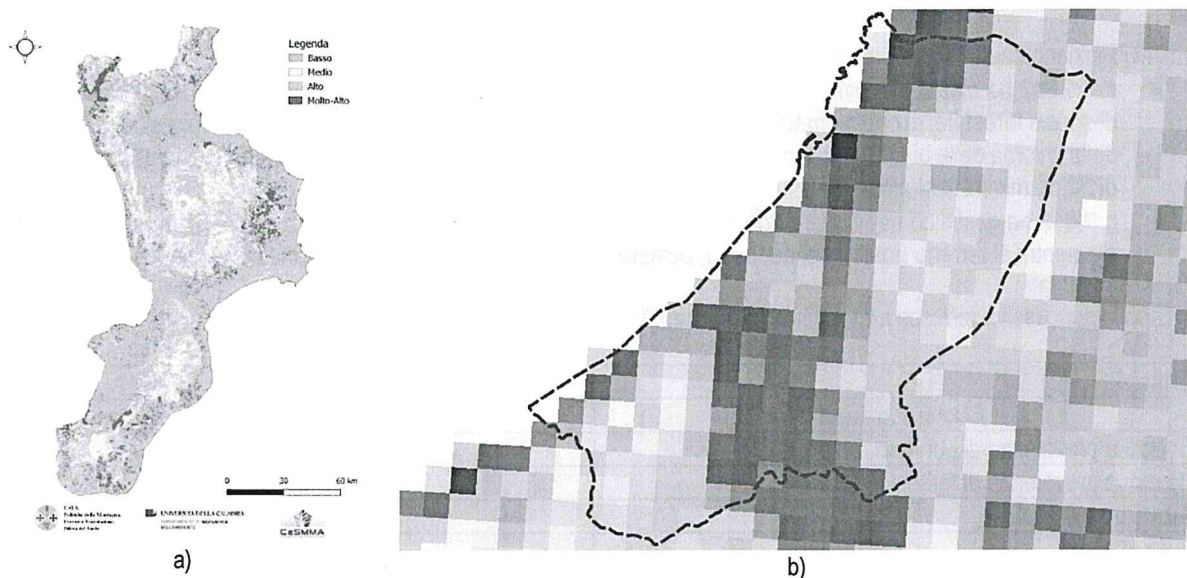 Legenda
Basso
Medio
Alto
Molto-Alto
0 30 60 km
UNIVERSITÀ DELLA CALABRIA
CeSMMA
a)
b)